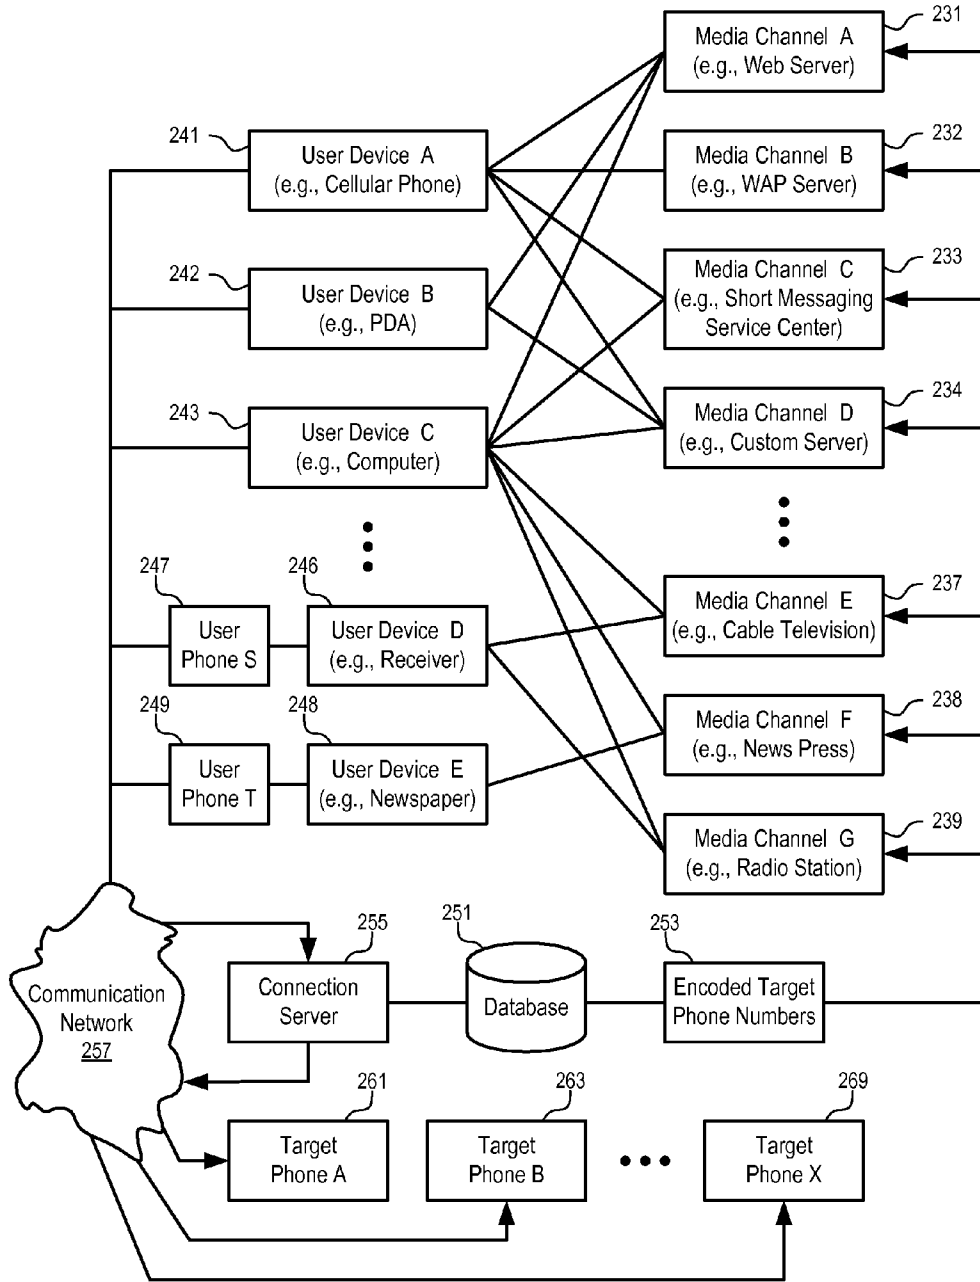 231
Media Channel A
(e.g., Web Server)
241
User Device A
(e.g., Cellular Phone)
232
Media Channel B
(e.g., WAP Server)
242
User Device B
(e.g., PDA)
233
Media Channel C
(e.g., Short Messaging
Service Center)
243
User Device C
(e.g., Computer)
234
Media Channel D
(e.g., Custom Server)
247
User
Phone S
246
User Device D
(e.g., Receiver)
237
Media Channel E
(e.g., Cable Television)
249
User
Phone T
248
User Device E
(e.g., Newspaper)
238
Media Channel F
(e.g., News Press)
239
Media Channel G
(e.g., Radio Station)
Communication
Network
257
255
Connection
Server
251
Database
253
Encoded Target
Phone Numbers
261
Target
Phone A
263
Target
Phone B
269
Target
Phone X